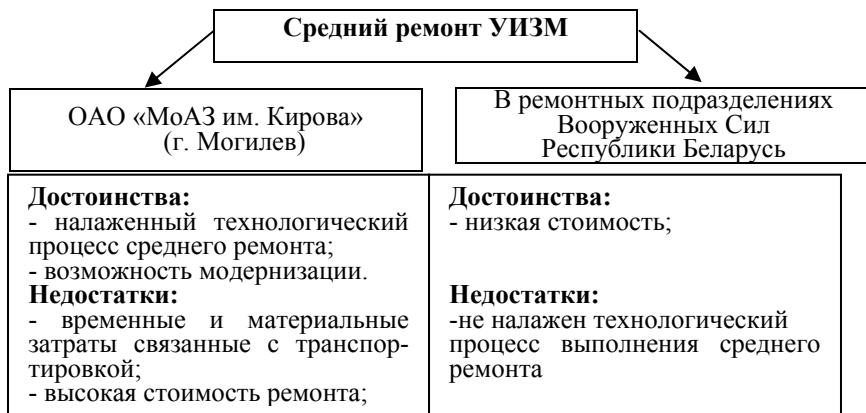 Средний ремонт УИЗМ
ОАО «МоАЗ им. Кирова»
(г. Могилев)
В ремонтных подразделениях
Вооруженных Сил
Республики Беларусь
Достоинства:
- налаженный технологический
процесс среднего ремонта;
- возможность модернизации.
Недостатки:
- временные и материальные
затраты связанные с транспор-
тировкой;
- высокая стоимость ремонта;
Достоинства:
- низкая стоимость;
Недостатки:
-не налажен технологический
процесс выполнения среднего
ремонта